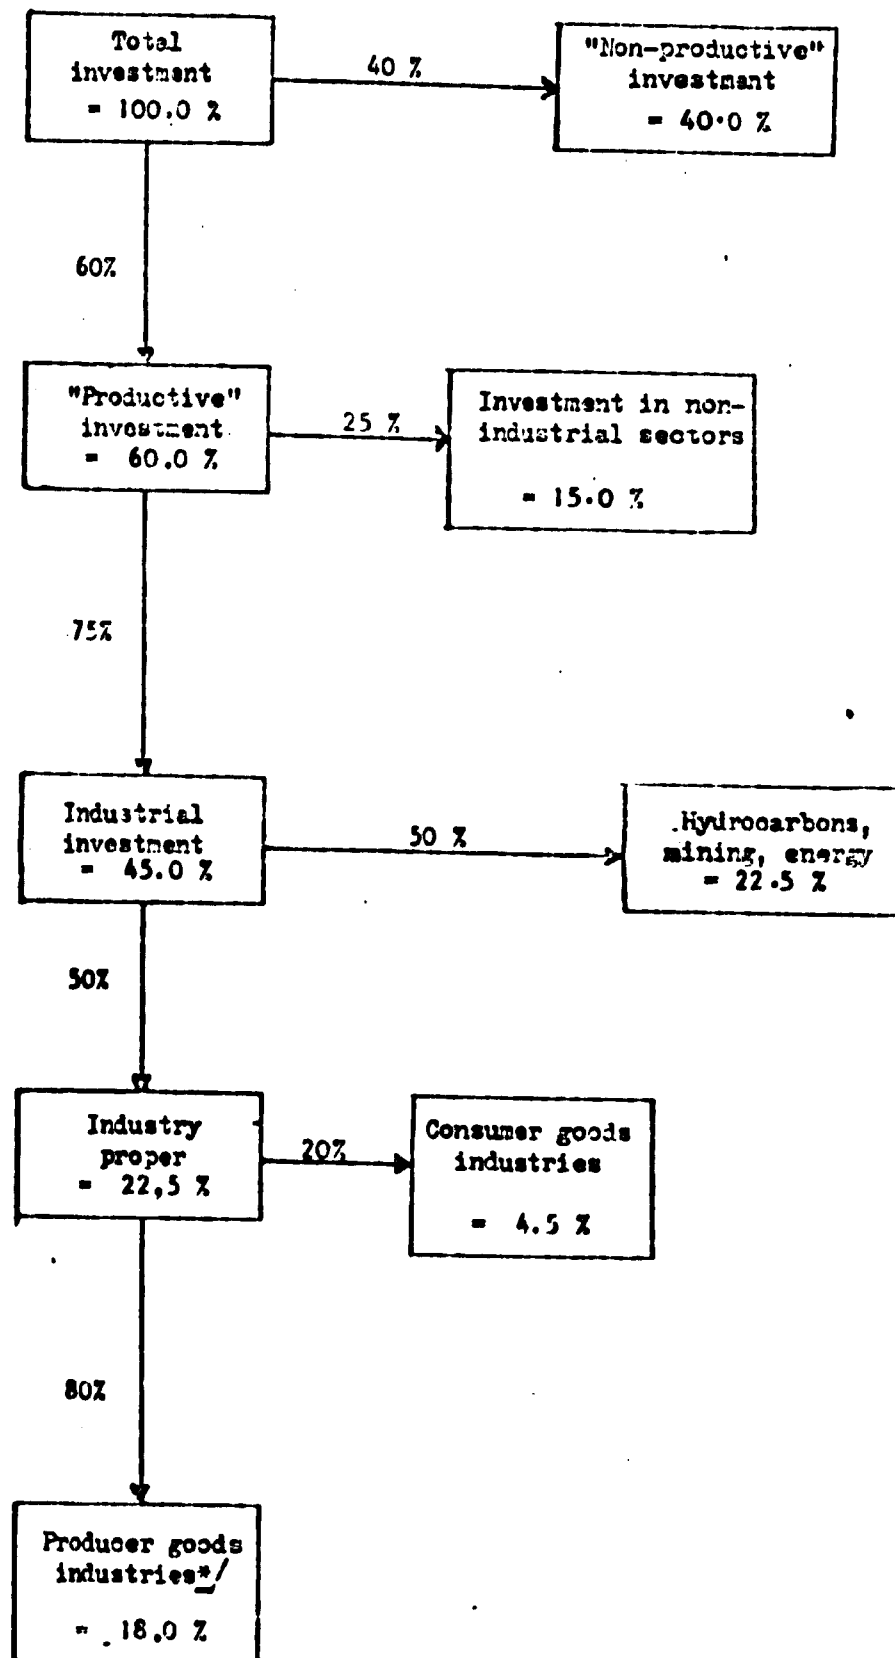 Total
investment
= 100.0 %
40 %
"Non-productive"
investment
= 40.0 %
60%
"Productive"
investment
= 60.0 %
25 %
Investment in non-
industrial sectors
= 15.0 %
75%
Industrial
investment
= 45.0 %
50 %
Hydrocarbons,
mining, energy
= 22.5 %
50%
Industry
proper
= 22,5 %
20%
Consumer goods
industries
= 4.5 %
80%
Producer goods
industries*/
= 18.0 %